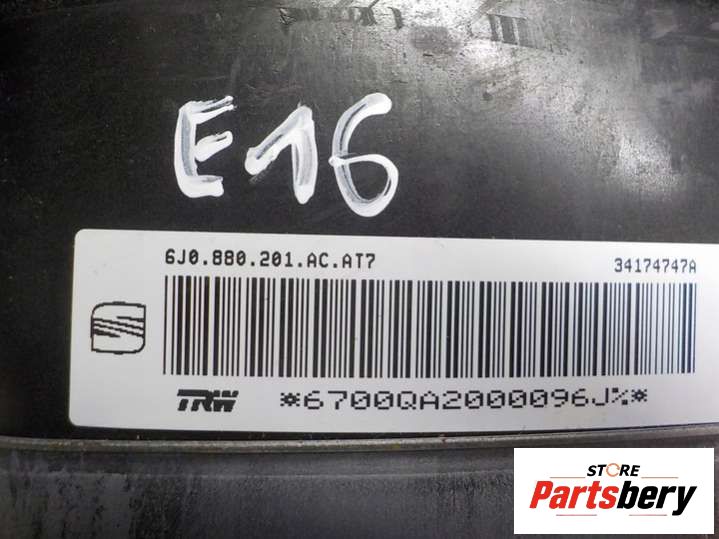 E16
6J0.880.201.AC.AT7 34174747A
TRW *6700QA2000096J%*
STORE
Partsbery